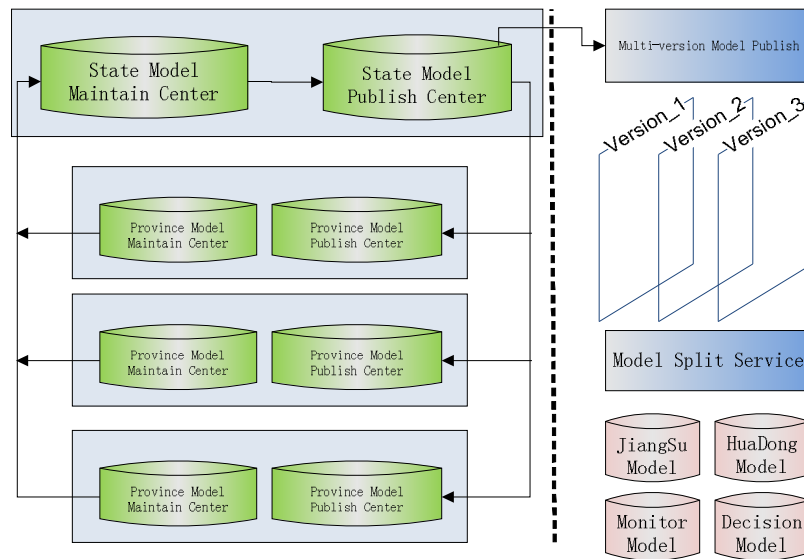 State Model
Maintain Center
State Model
Publish Center
Province Model
Maintain Center
Province Model
Publish Center
Province Model
Maintain Center
Province Model
Publish Center
Province Model
Maintain Center
Province Model
Publish Center
Multi-version Model Publish
Version_1
Version_2
Version_3
Model Split Service
JiangSu
Model
HuaDong
Model
Monitor
Model
Decision
Model